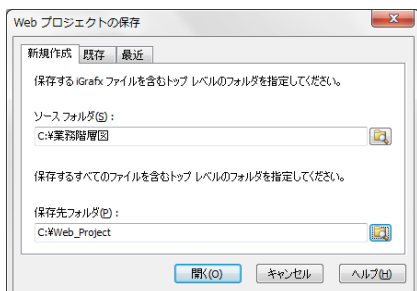 Web プロジェクトの保存
新規作成 既存 最近
保存する iGrafx ファイルを含むトップ レベルのフォルダを指定してください。
ソース フォルダ(S) :
C:¥業務階層図
保存するすべてのファイルを含むトップ レベルのフォルダを指定してください。
保存先フォルダ(P) :
C:¥Web_Project
開く(O) キャンセル ヘルプ(H)